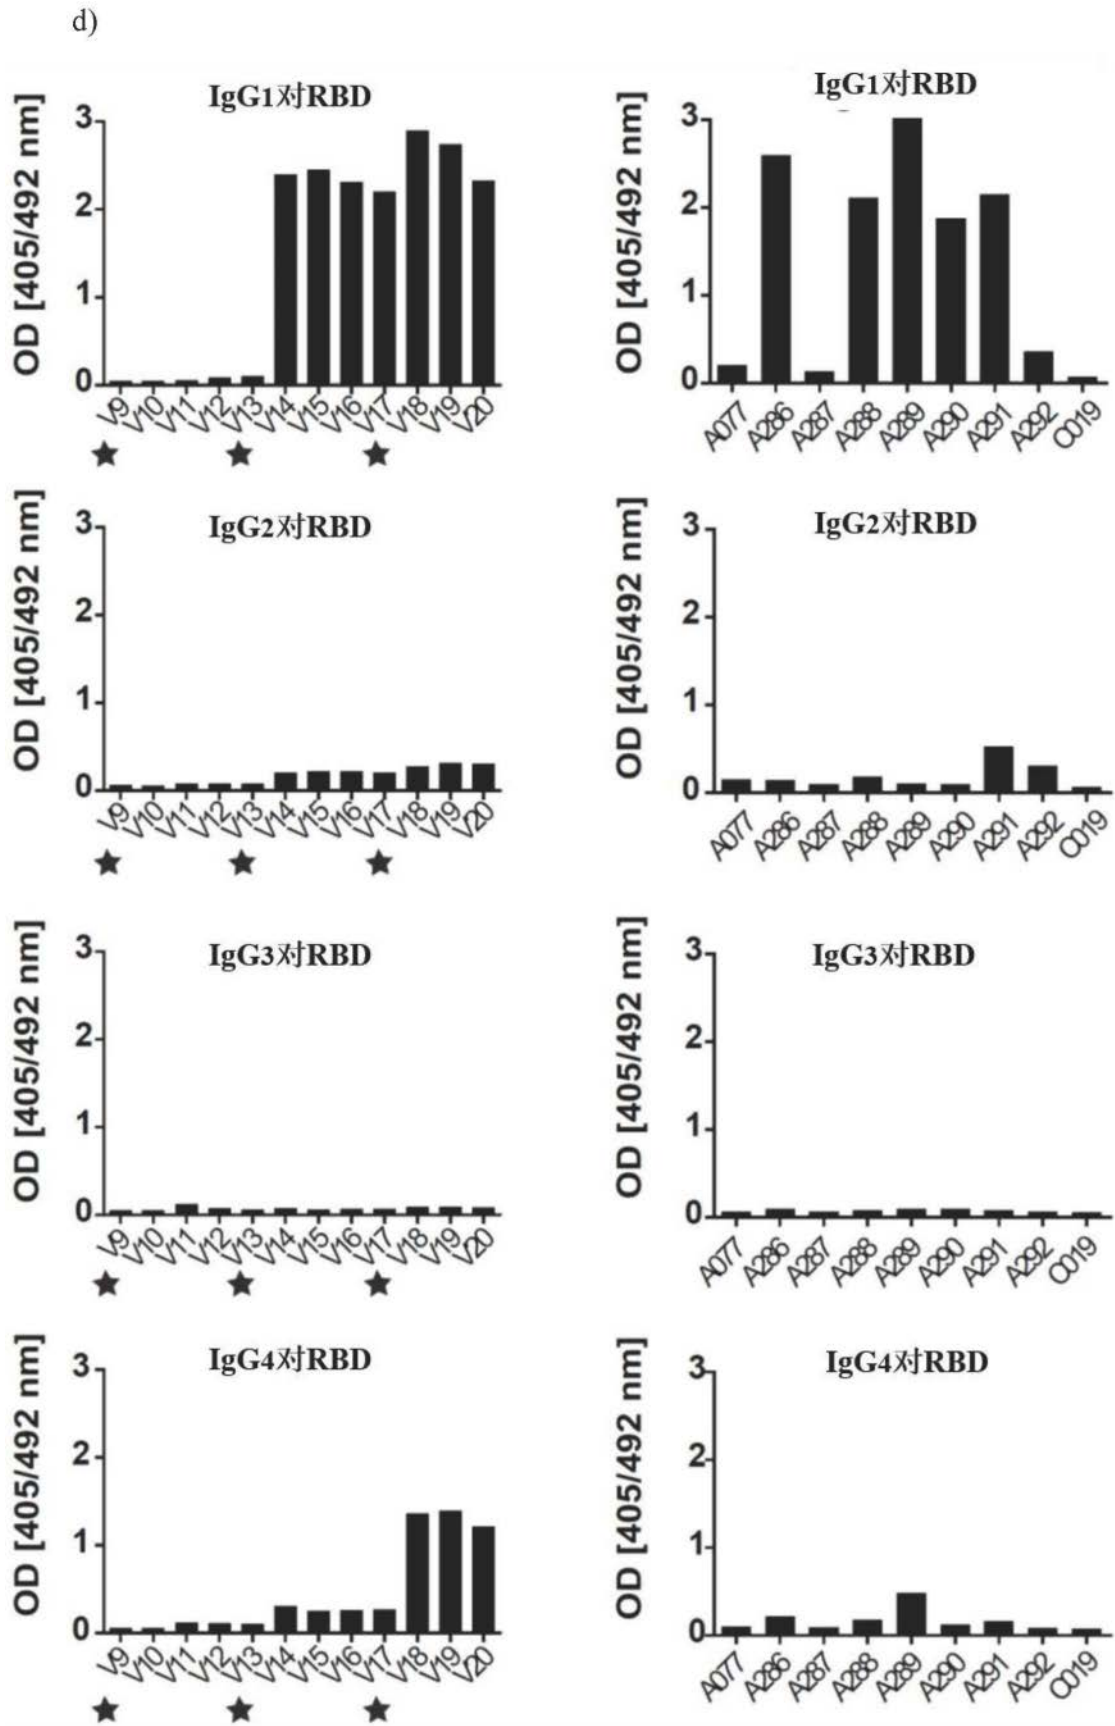 d)
IgG1对RBD
OD [405/492 nm]
3
2
1
0
V9 V10 V11 V12 V13 V14 V15 V16 V17 V18 V19 V20
IgG1对RBD
OD [405/492 nm]
3
2
1
0
A077 A286 A287 A288 A289 A290 A291 A292 C019
IgG2对RBD
OD [405/492 nm]
3
2
1
0
V9 V10 V11 V12 V13 V14 V15 V16 V17 V18 V19 V20
IgG2对RBD
OD [405/492 nm]
3
2
1
0
A077 A286 A287 A288 A289 A290 A291 A292 C019
IgG3对RBD
OD [405/492 nm]
3
2
1
0
V9 V10 V11 V12 V13 V14 V15 V16 V17 V18 V19 V20
IgG3对RBD
OD [405/492 nm]
3
2
1
0
A077 A286 A287 A288 A289 A290 A291 A292 C019
IgG4对RBD
OD [405/492 nm]
3
2
1
0
V9 V10 V11 V12 V13 V14 V15 V16 V17 V18 V19 V20
IgG4对RBD
OD [405/492 nm]
3
2
1
0
A077 A286 A287 A288 A289 A290 A291 A292 C019